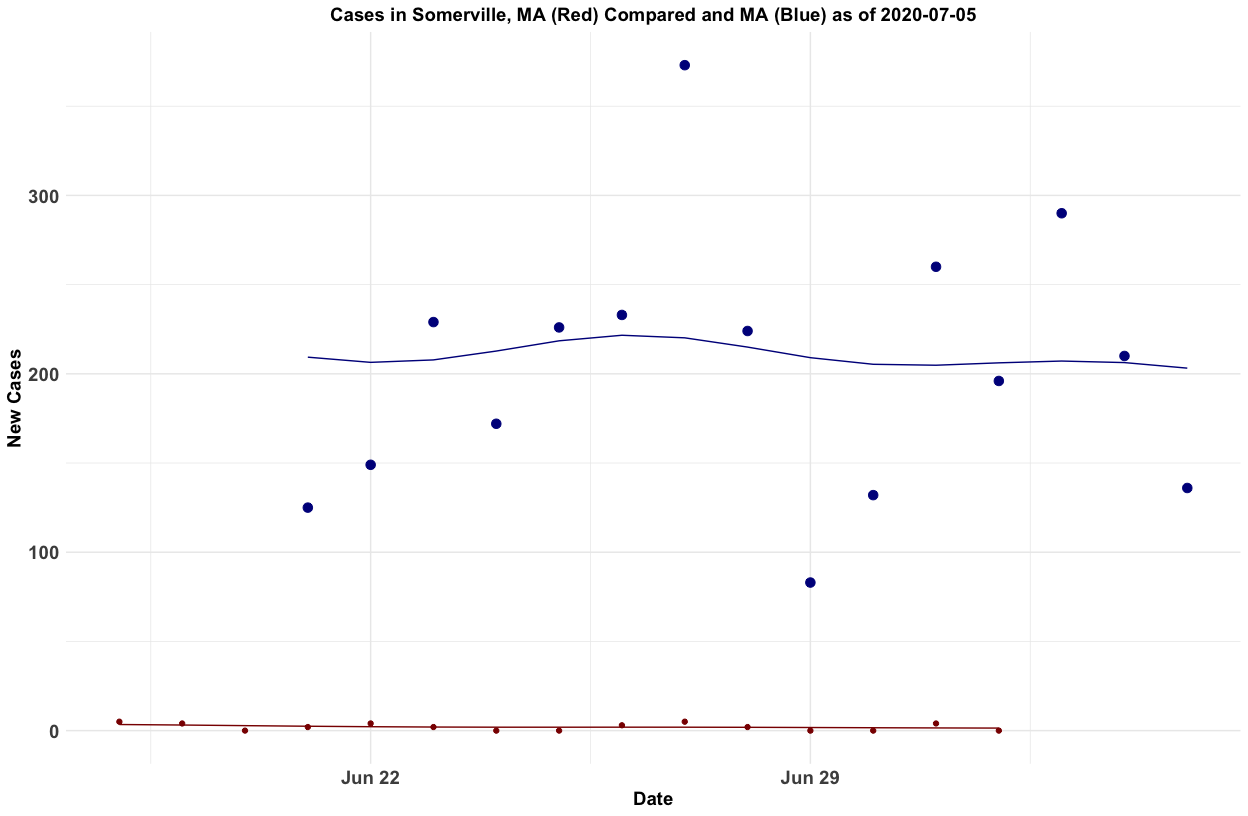 Cases in Somerville, MA (Red) Compared and MA (Blue) as of 2020-07-05
New Cases
300
200
100
0
Jun 22
Jun 29
Date